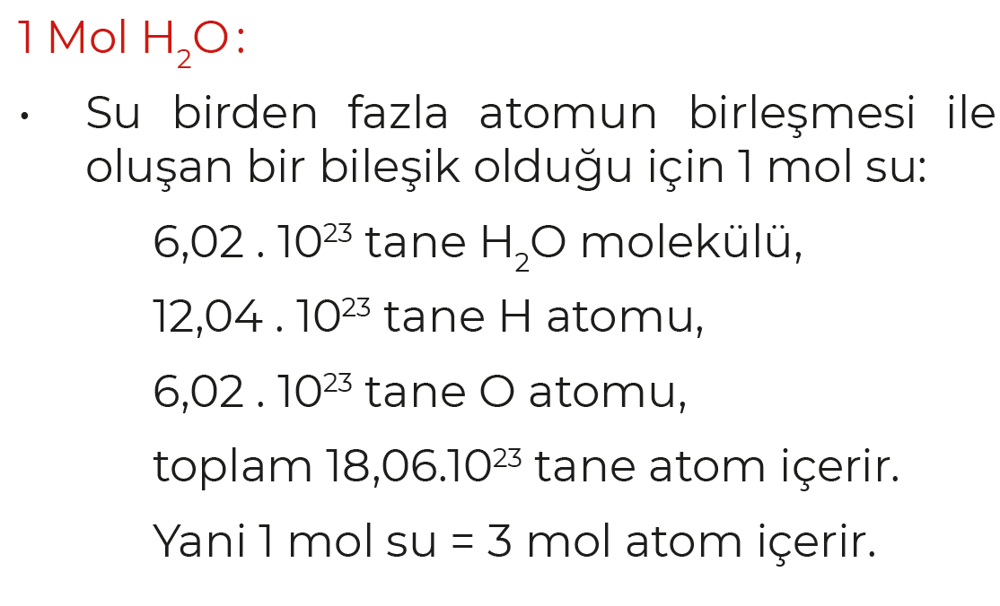 1 Mol H₂O:
• Su birden fazla atomun birleşmesi ile
oluşan bir bileşik olduğu için 1 mol su:
6,02 . 10²³ tane H₂O molekülü,
12,04 . 10²³ tane H atomu,
6,02 . 10²³ tane O atomu,
toplam 18,06.10²³ tane atom içerir.
Yani 1 mol su = 3 mol atom içerir.